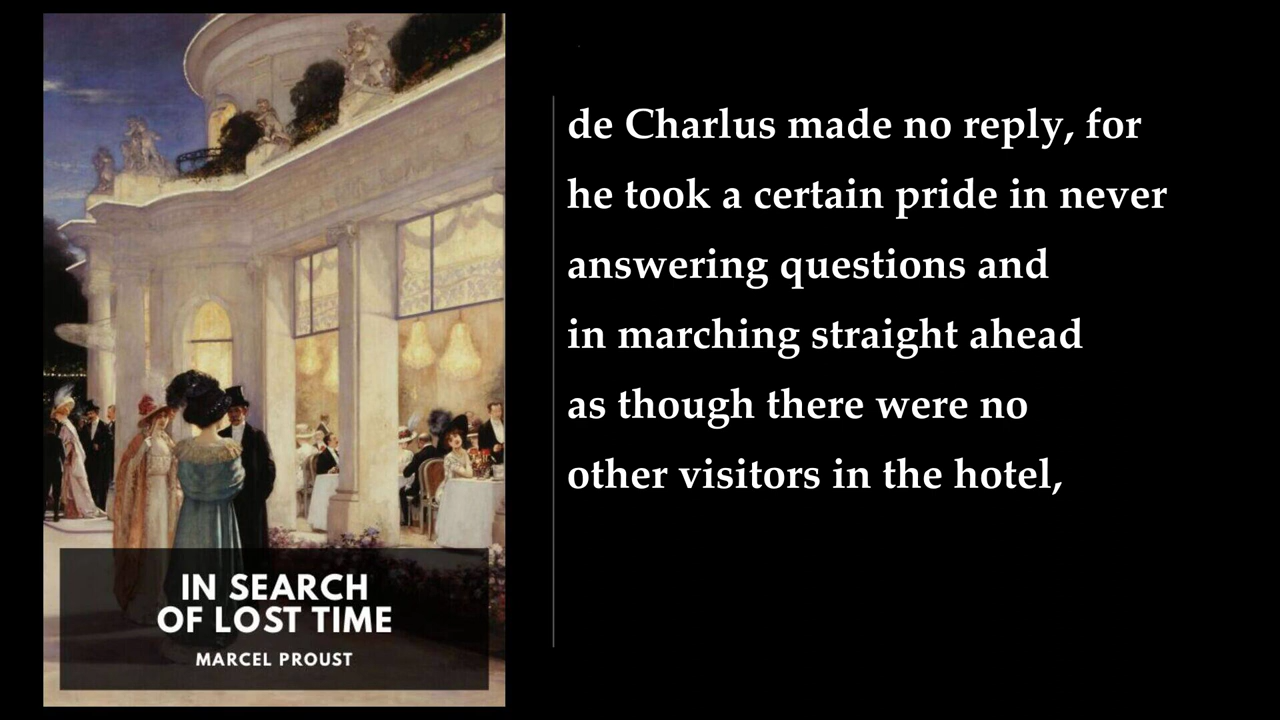 de Charlus made no reply, for
he took a certain pride in never
answering questions and
in marching straight ahead
as though there were no
other visitors in the hotel,
IN SEARCH
OF LOST TIME
MARCEL PROUST